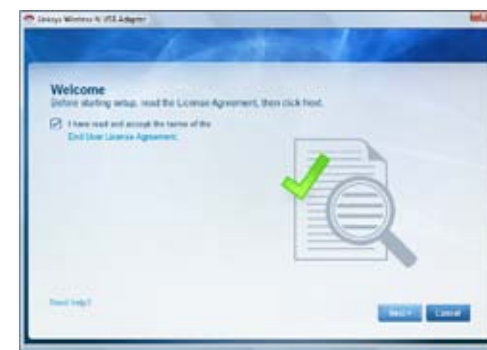 Linksys Wireless-N USB Adapter
Welcome
Before starting setup, read the License Agreement, then click Next.
I have read and accept the terms of the
End User License Agreement.
Need help?
Next >
Cancel